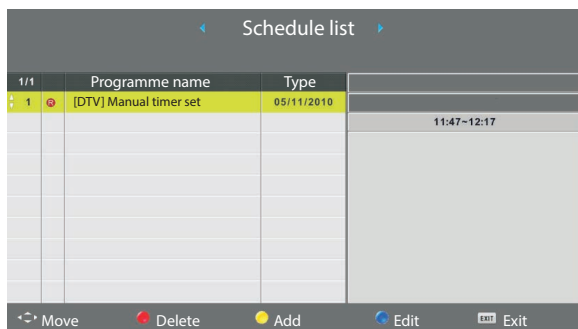 Schedule list
1/1 Programme name Type
1 R [DTV] Manual timer set 05/11/2010
11:47~12:17
Move Delete Add Edit EXIT Exit